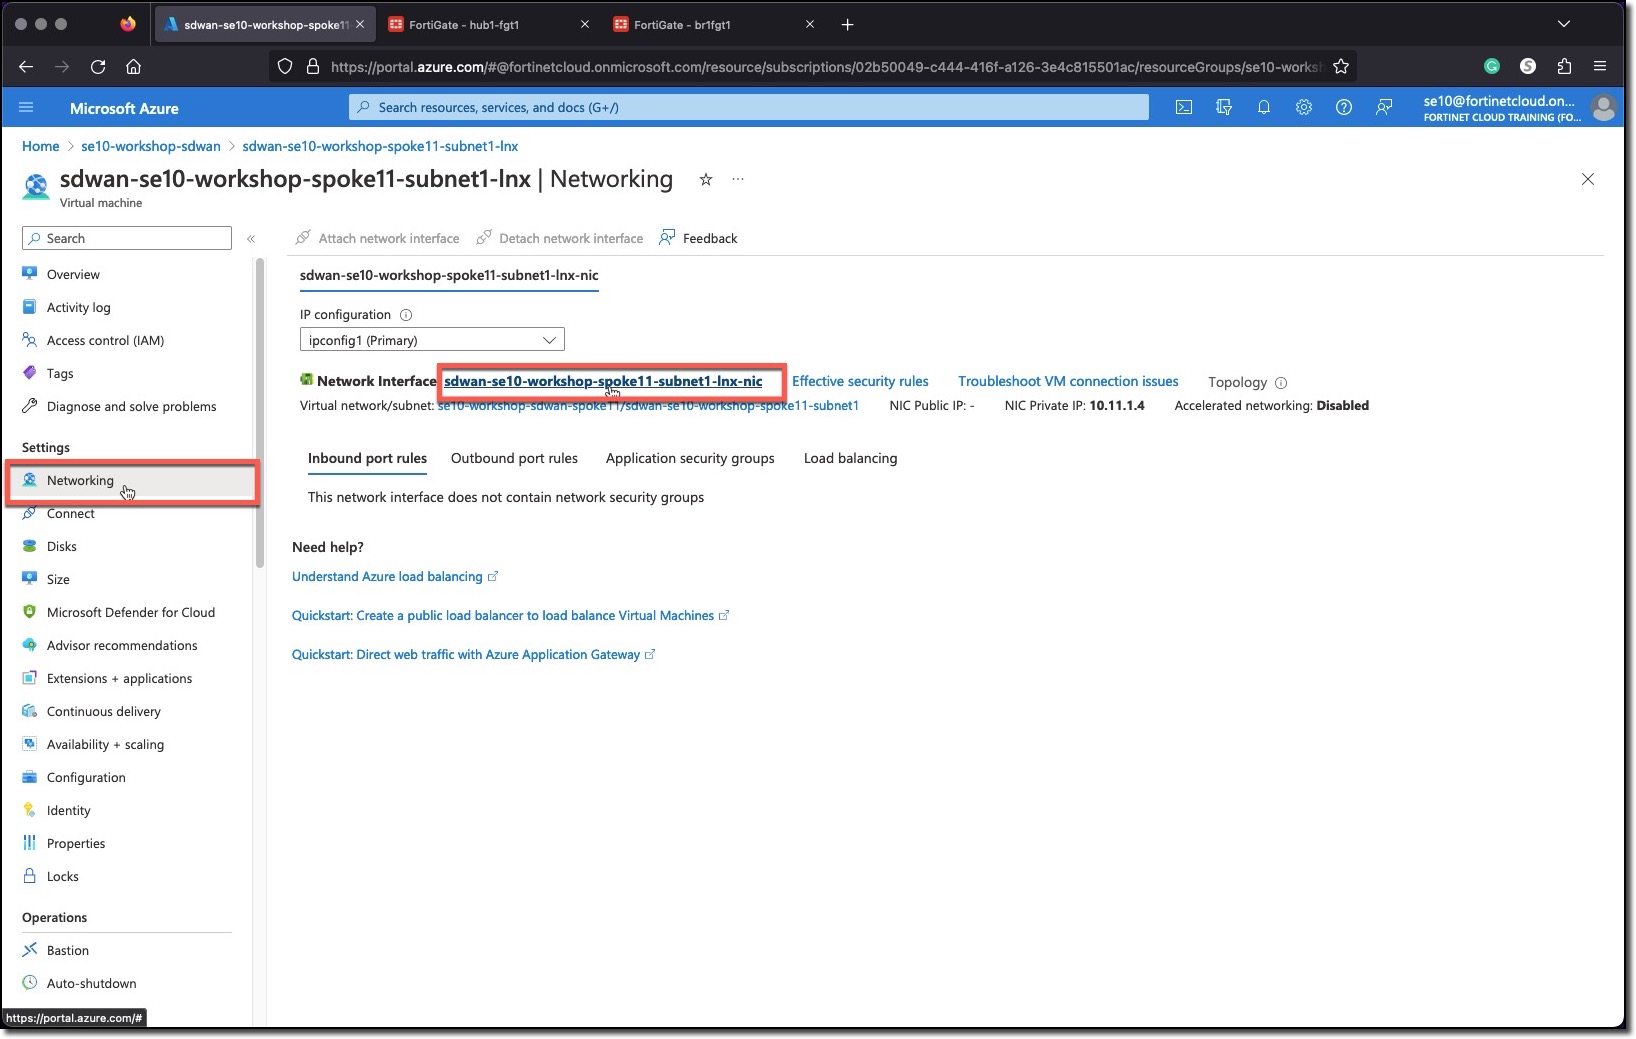 sdwan-se10-workshop-spoke11
FortiGate - hub1-fgt1
FortiGate - br1fgt1
https://portal.azure.com/#@fortinetcloud.onmicrosoft.com/resource/subscriptions/02b50049-c444-416f-a126-3e4c815501ac/resourceGroups/se10-worksh
Microsoft Azure
Search resources, services, and docs (G+/)
se10@fortinetcloud.on...
FORTINET CLOUD TRAINING (FO...
Home > se10-workshop-sdwan > sdwan-se10-workshop-spoke11-subnet1-lnx
sdwan-se10-workshop-spoke11-subnet1-lnx | Networking
Virtual machine
Search
Overview
Activity log
Access control (IAM)
Tags
Diagnose and solve problems
Settings
Networking
Connect
Disks
Size
Microsoft Defender for Cloud
Advisor recommendations
Extensions + applications
Continuous delivery
Availability + scaling
Configuration
Identity
Properties
Locks
Operations
Bastion
Auto-shutdown
https://portal.azure.com/#
Attach network interface
Detach network interface
Feedback
sdwan-se10-workshop-spoke11-subnet1-lnx-nic
IP configuration
ipconfig1 (Primary)
Network Interface sdwan-se10-workshop-spoke11-subnet1-lnx-nic Effective security rules Troubleshoot VM connection issues Topology
Virtual network/subnet: se10-workshop-sdwan-spoke11/sdwan-se10-workshop-spoke11-subnet1 NIC Public IP: - NIC Private IP: 10.11.1.4 Accelerated networking: Disabled
Inbound port rules Outbound port rules Application security groups Load balancing
This network interface does not contain network security groups
Need help?
Understand Azure load balancing
Quickstart: Create a public load balancer to load balance Virtual Machines
Quickstart: Direct web traffic with Azure Application Gateway